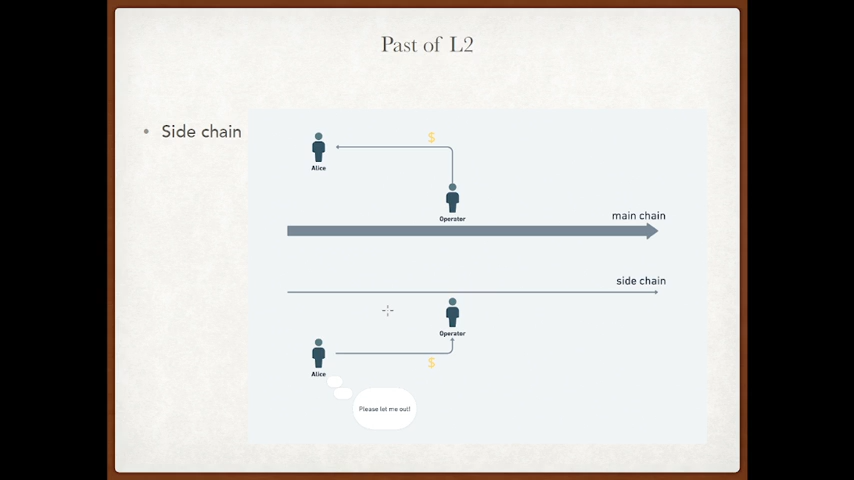 Past of L2
• Side chain
$
Alice
Operator
main chain
side chain
Operator
Alice
$
Please let me out!